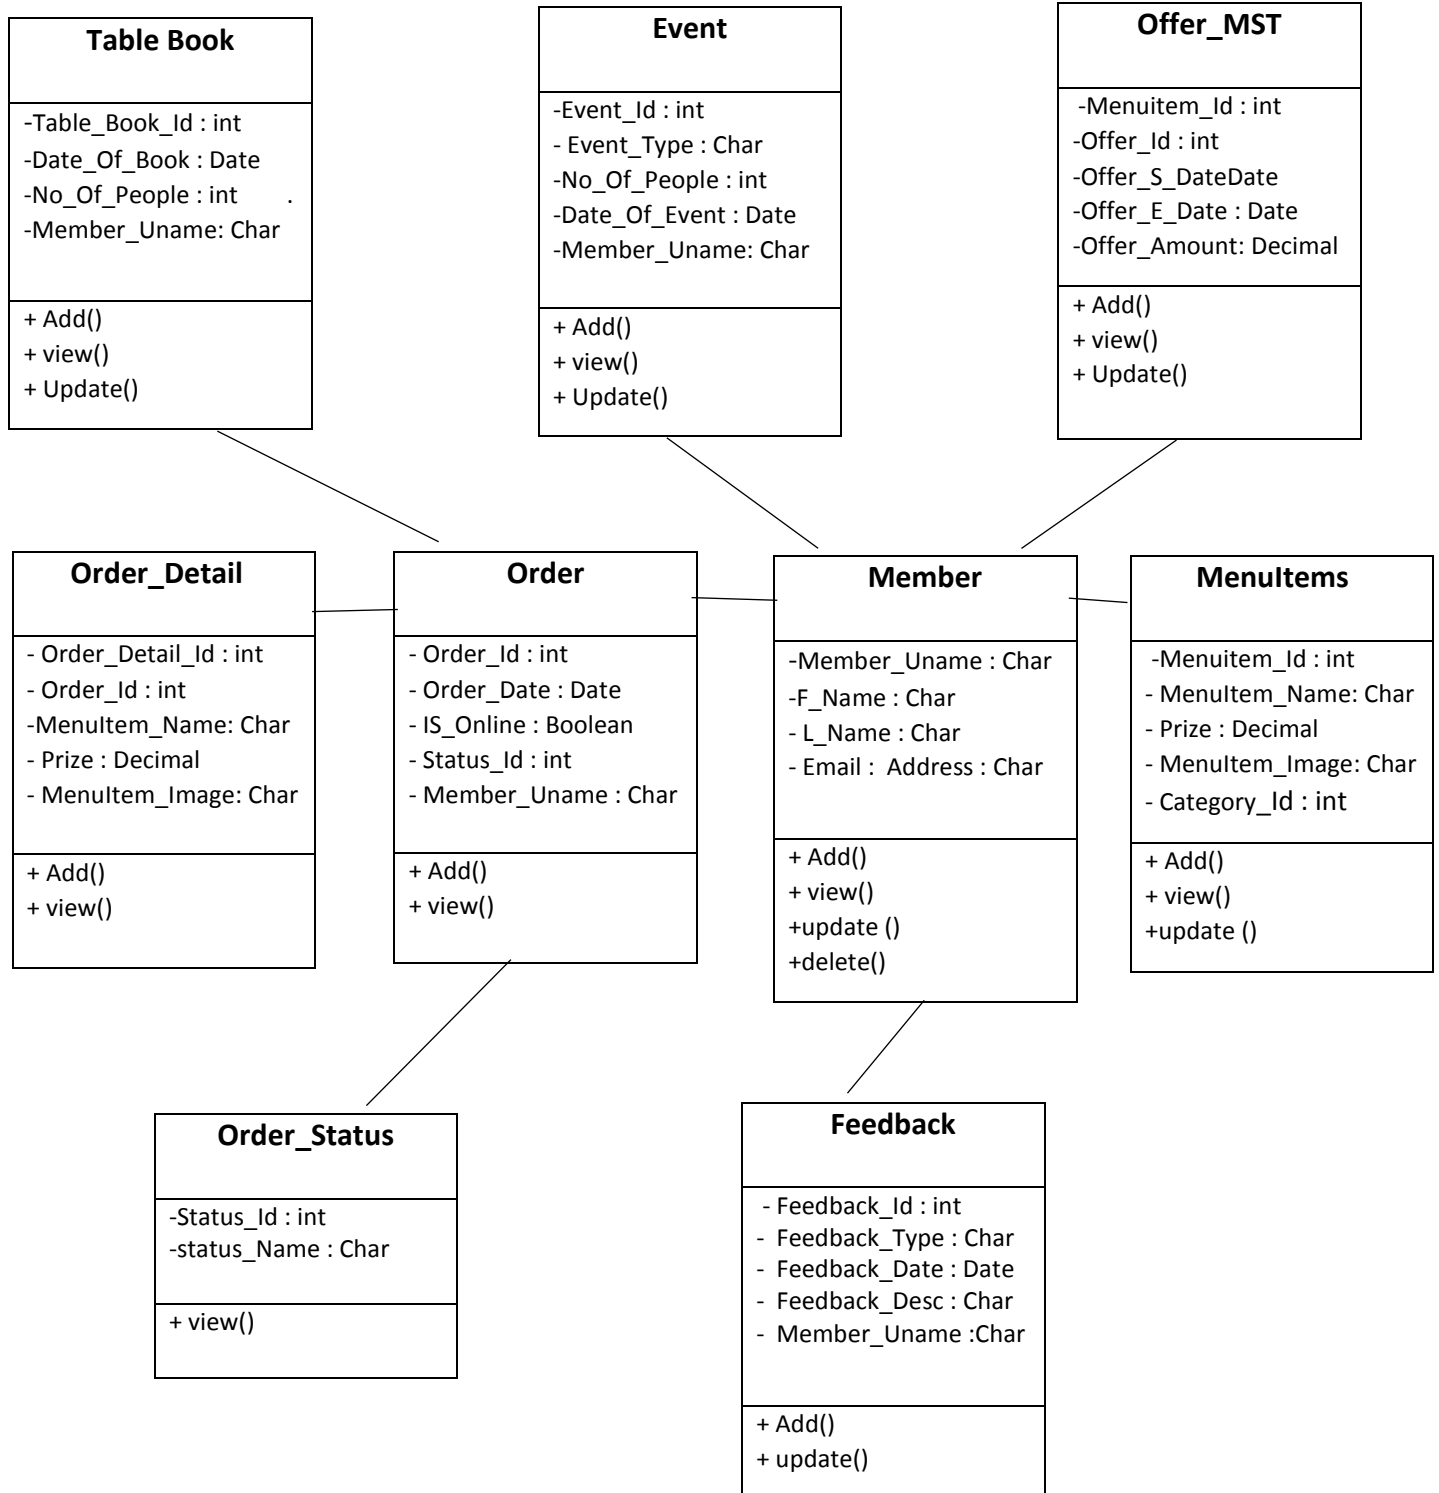 Table Book
-Table_Book_Id : int
-Date_Of_Book : Date
-No_Of_People : int .
-Member_Uname: Char
+ Add()
+ view()
+ Update()
Event
-Event_Id : int
- Event_Type : Char
-No_Of_People : int
-Date_Of_Event : Date
-Member_Uname: Char
+ Add()
+ view()
+ Update()
Offer_MST
-Menuitem_Id : int
-Offer_Id : int
-Offer_S_DateDate
-Offer_E_Date : Date
-Offer_Amount: Decimal
+ Add()
+ view()
+ Update()
Order_Detail
- Order_Detail_Id : int
- Order_Id : int
-MenuItem_Name: Char
- Prize : Decimal
- MenuItem_Image: Char
+ Add()
+ view()
Order
- Order_Id : int
- Order_Date : Date
- IS_Online : Boolean
- Status_Id : int
- Member_Uname : Char
+ Add()
+ view()
Member
-Member_Uname : Char
-F_Name : Char
- L_Name : Char
- Email : Address : Char
+ Add()
+ view()
+update ()
+delete()
MenuItems
-Menuitem_Id : int
- MenuItem_Name: Char
- Prize : Decimal
- MenuItem_Image: Char
- Category_Id : int
+ Add()
+ view()
+update ()
Order_Status
-Status_Id : int
-status_Name : Char
+ view()
Feedback
- Feedback_Id : int
- Feedback_Type : Char
- Feedback_Date : Date
- Feedback_Desc : Char
- Member_Uname :Char
+ Add()
+ update()